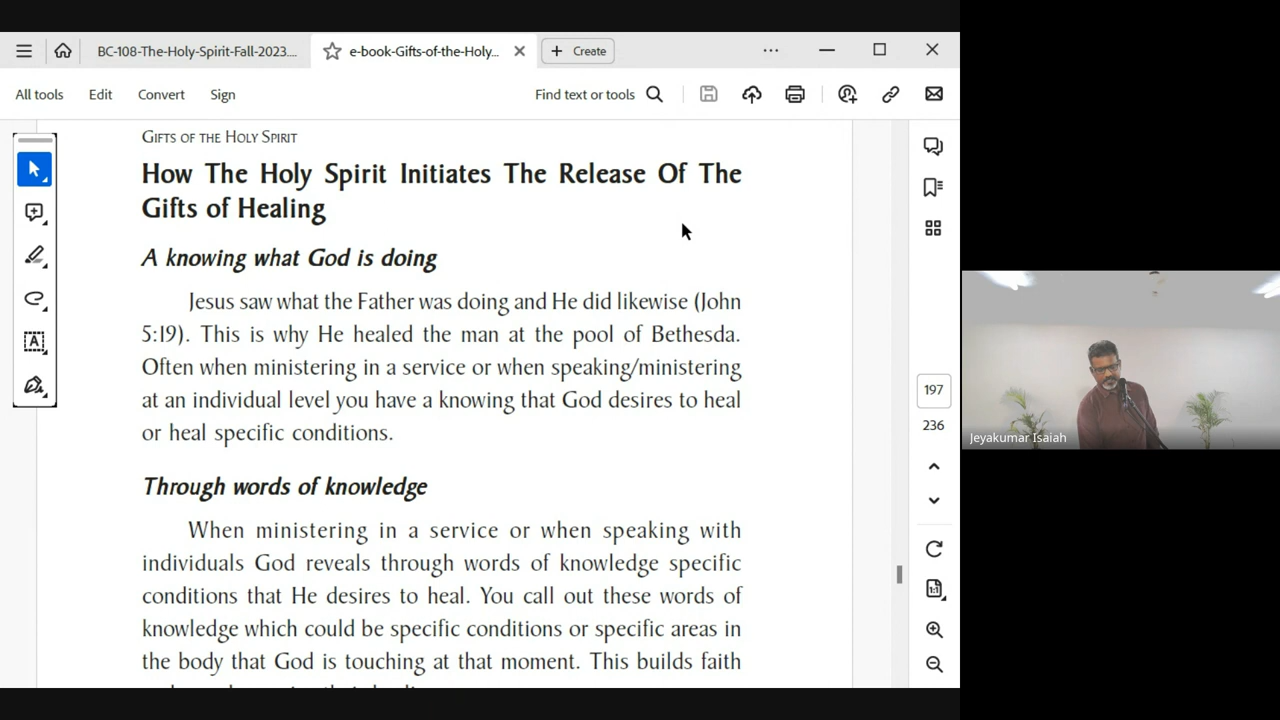 BC-108-The-Holy-Spirit-Fall-2023....
e-book-Gifts-of-the-Holy...
Create
All tools
Edit
Convert
Sign
Find text or tools
GIFTS OF THE HOLY SPIRIT
How The Holy Spirit Initiates The Release Of The
Gifts of Healing
A knowing what God is doing
Jesus saw what the Father was doing and He did likewise (John
5:19). This is why He healed the man at the pool of Bethesda.
Often when ministering in a service or when speaking/ministering
at an individual level you have a knowing that God desires to heal
or heal specific conditions.
Through words of knowledge
When ministering in a service or when speaking with
individuals God reveals through words of knowledge specific
conditions that He desires to heal. You call out these words of
knowledge which could be specific conditions or specific areas in
the body that God is touching at that moment. This builds faith
197
236
1:1
Jeyakumar Isaiah